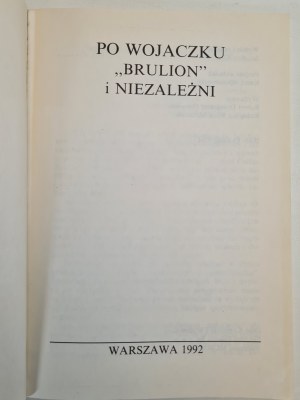 PO WOJACZKU
„BRULION”
i NIEZALEŻNI
WARSZAWA 1992